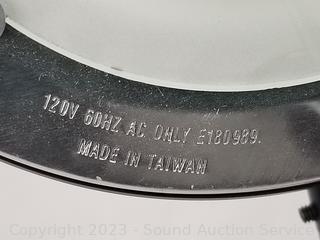 120V 60HZ AC ONLY E180989.
MADE IN TAIWAN
Copyright 2023 - Sound Auction Service